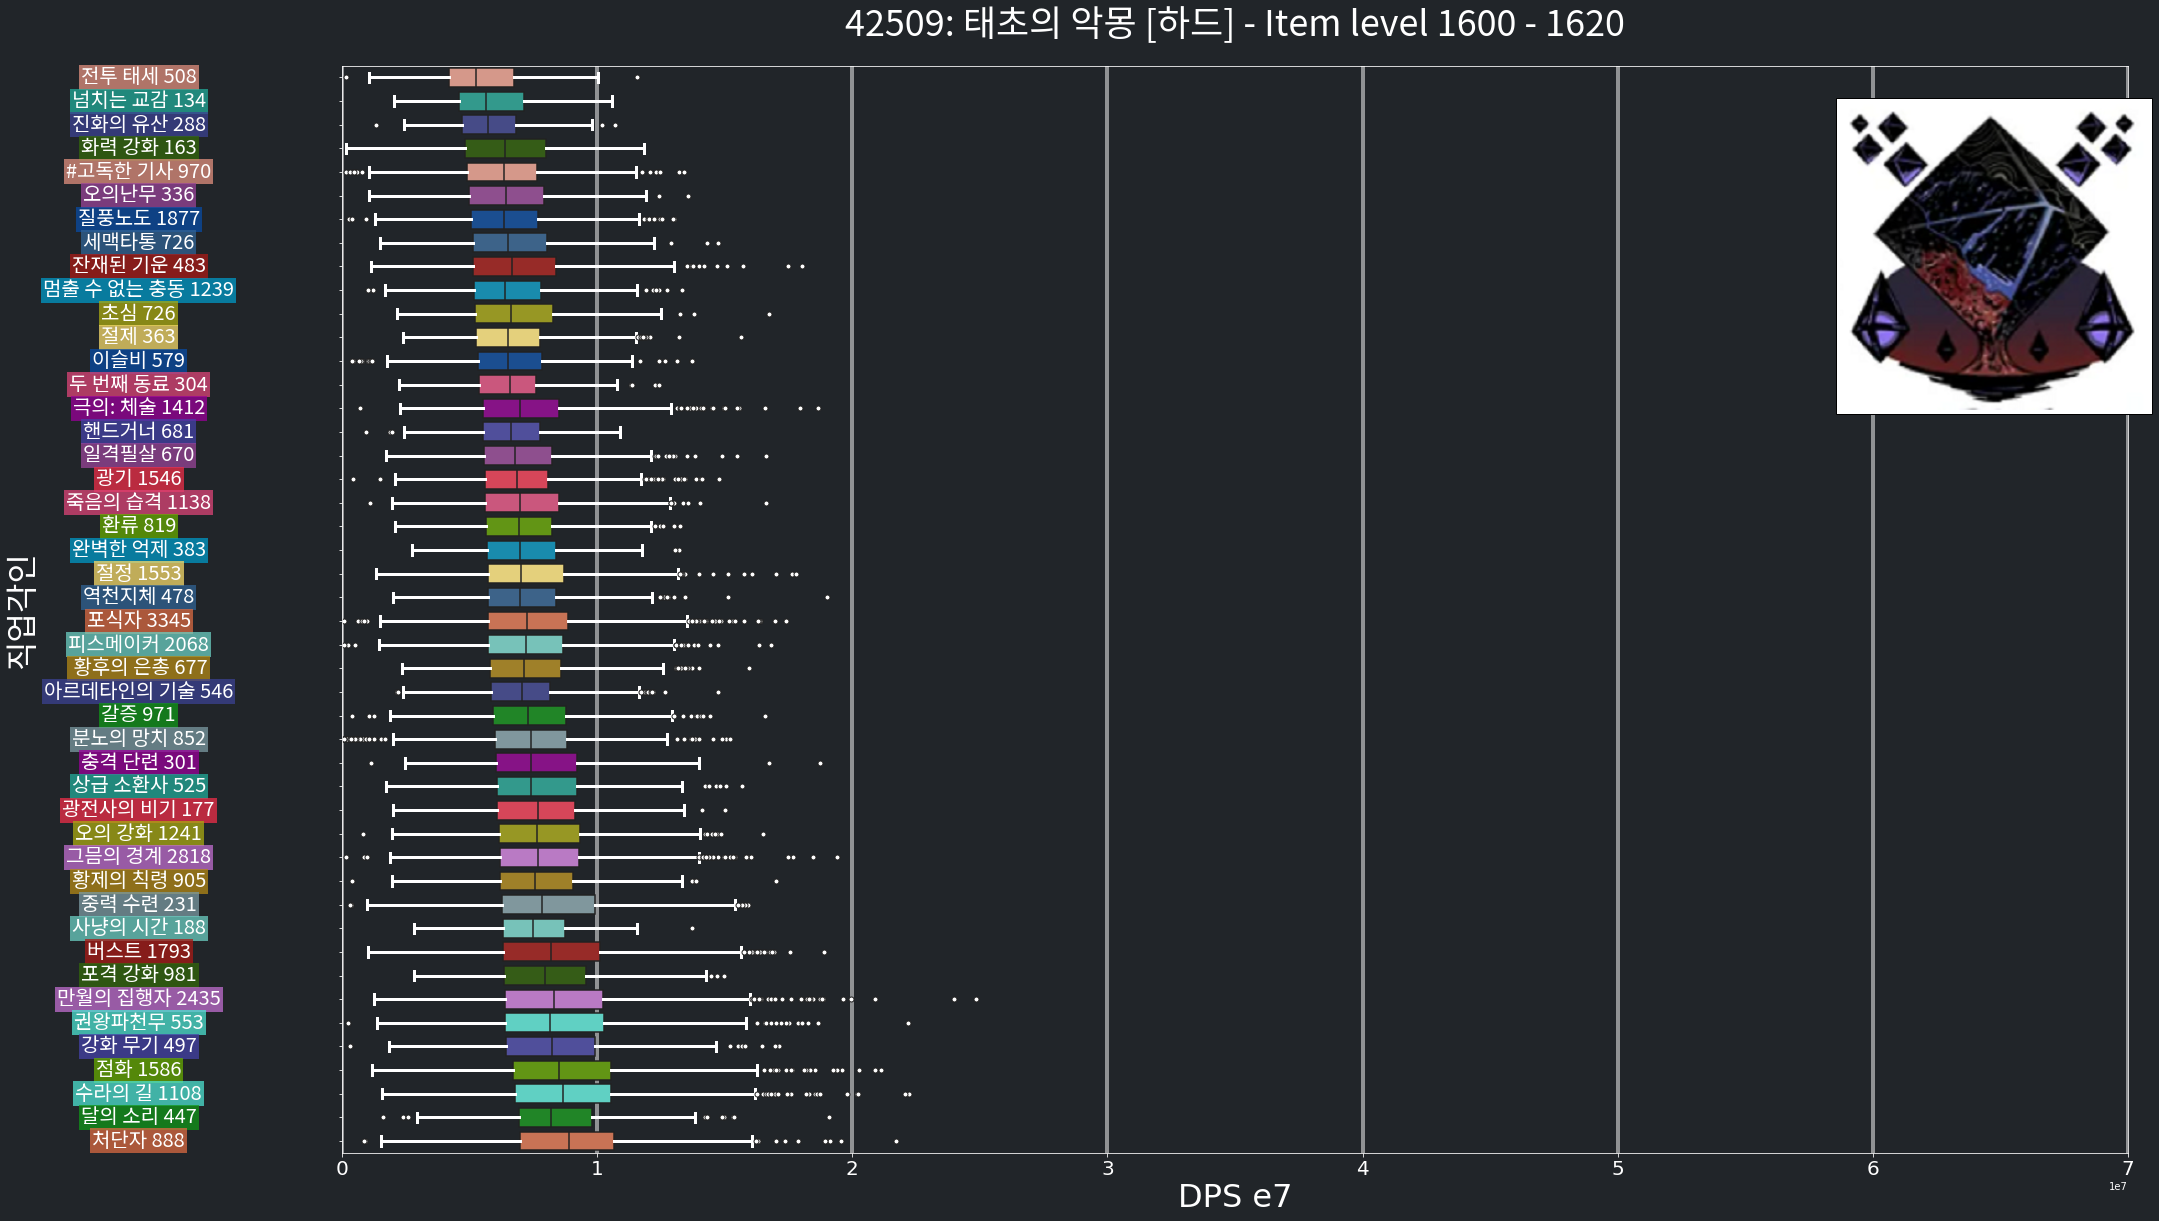 42509: 태초의 악몽 [하드] - Item level 1600 - 1620
전투 태세 508
넘치는 교감 134
진화의 유산 288
화력 강화 163
#고독한 기사 970
오의난무 336
질풍노도 1877
세맥타통 726
잔재된 기운 483
멈출 수 없는 충동 1239
초심 726
절제 363
이슬비 579
두 번째 동료 304
극의: 체술 1412
핸드거너 681
일격필살 670
광기 1546
죽음의 습격 1138
환류 819
완벽한 억제 383
절정 1553
역천지체 478
포식자 3345
피스메이커 2068
황후의 은총 677
아르데타인의 기술 546
갈증 971
분노의 망치 852
충격 단련 301
상급 소환사 525
광전사의 비기 177
오의 강화 1241
그믐의 경계 2818
황제의 칙령 905
중력 수련 231
사냥의 시간 188
버스트 1793
포격 강화 981
만월의 집행자 2435
권왕파천무 553
강화 무기 497
점화 1586
수라의 길 1108
달의 소리 447
처단자 888
직업각인
0 1 2 3 4 5 6 7
DPS e7
1e7